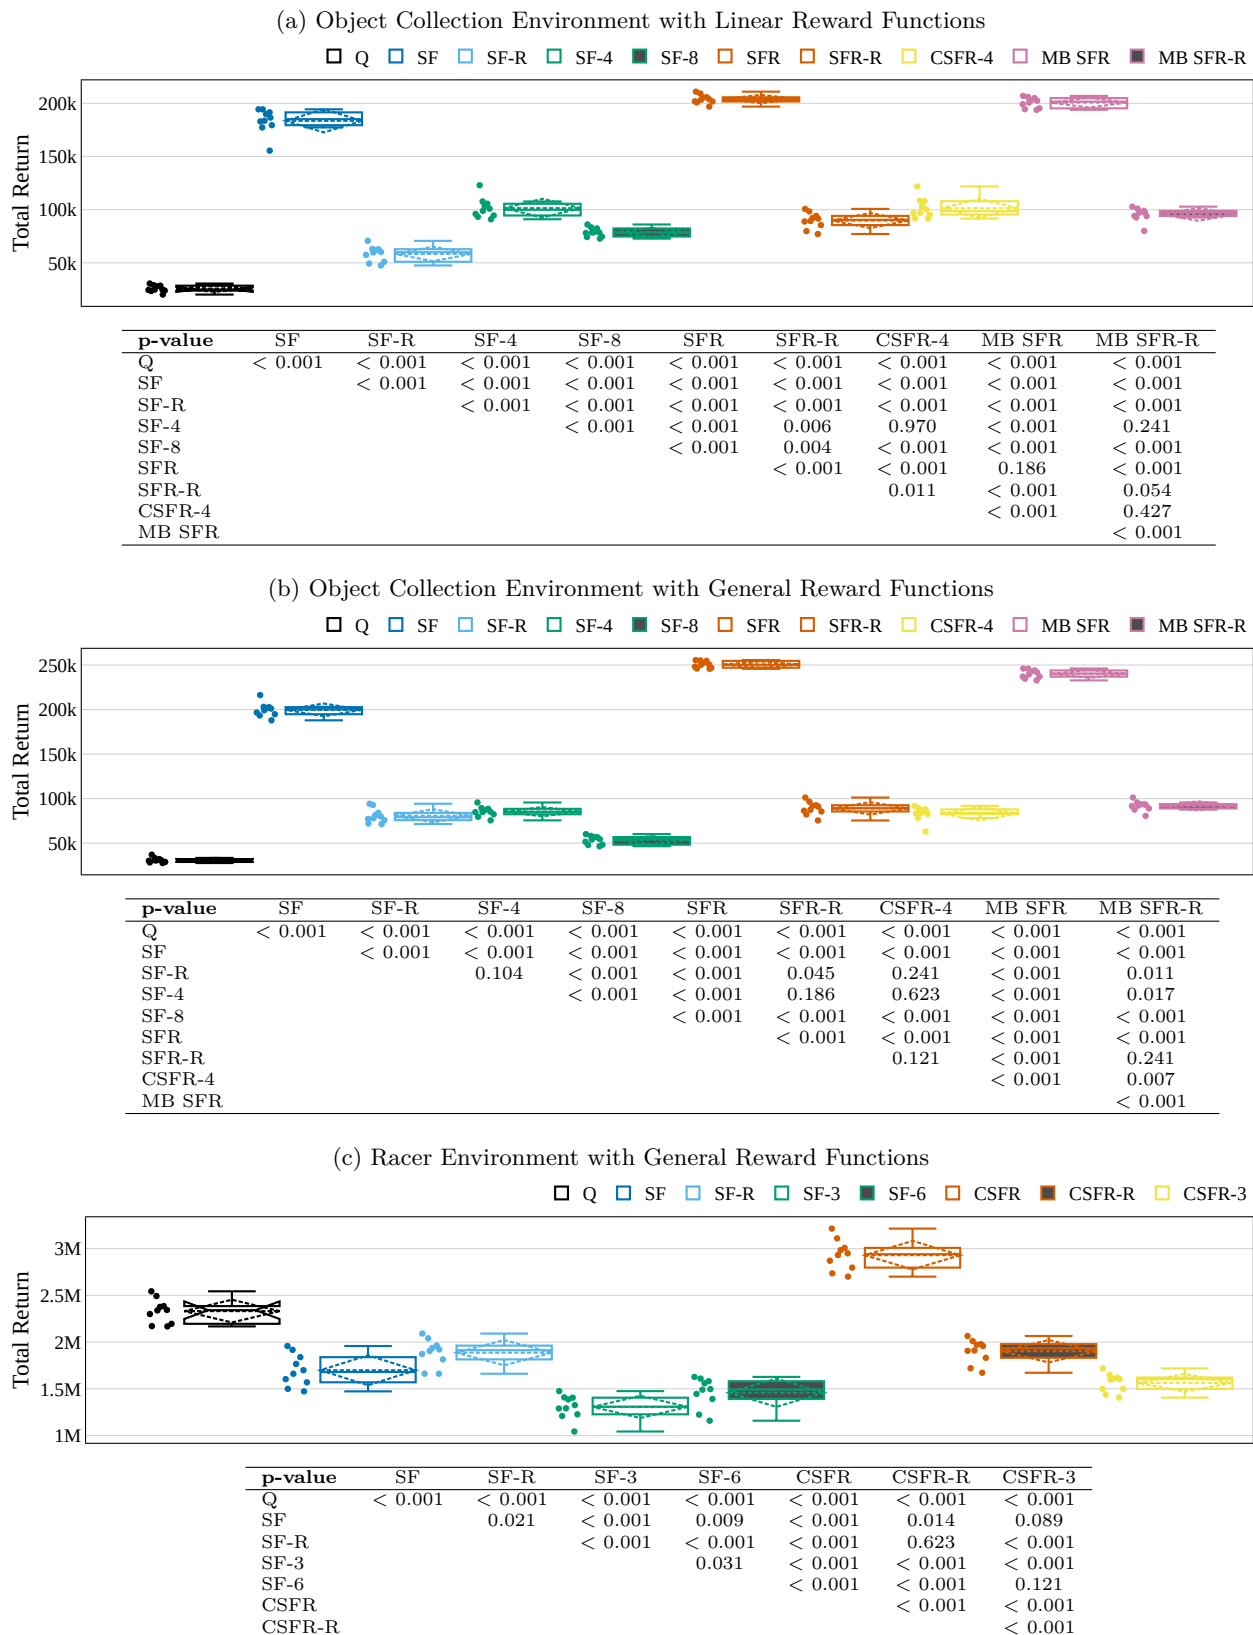 (a) Object Collection Environment with Linear Reward Functions
Q SF SF-R SF-4 SF-8 SFR SFR-R CSFR-4 MB SFR MB SFR-R
Total Return
200k
150k
100k
50k
p-value SF SF-R SF-4 SF-8 SFR SFR-R CSFR-4 MB SFR MB SFR-R
Q < 0.001 < 0.001 < 0.001 < 0.001 < 0.001 < 0.001 < 0.001 < 0.001 < 0.001
SF < 0.001 < 0.001 < 0.001 < 0.001 < 0.001 < 0.001 < 0.001 < 0.001
SF-R < 0.001 < 0.001 < 0.001 < 0.001 < 0.001 < 0.001 < 0.001
SF-4 < 0.001 < 0.001 0.006 0.970 < 0.001 0.241
SF-8 < 0.001 0.004 < 0.001 < 0.001 < 0.001
SFR < 0.001 < 0.001 0.186 < 0.001
SFR-R 0.011 < 0.001 0.054
CSFR-4 < 0.001 0.427
MB SFR < 0.001
(b) Object Collection Environment with General Reward Functions
Q SF SF-R SF-4 SF-8 SFR SFR-R CSFR-4 MB SFR MB SFR-R
Total Return
250k
200k
150k
100k
50k
p-value SF SF-R SF-4 SF-8 SFR SFR-R CSFR-4 MB SFR MB SFR-R
Q < 0.001 < 0.001 < 0.001 < 0.001 < 0.001 < 0.001 < 0.001 < 0.001 < 0.001
SF < 0.001 < 0.001 < 0.001 < 0.001 < 0.001 < 0.001 < 0.001 < 0.001
SF-R 0.104 < 0.001 < 0.001 0.045 0.241 < 0.001 0.011
SF-4 < 0.001 < 0.001 0.186 0.623 < 0.001 0.017
SF-8 < 0.001 < 0.001 < 0.001 < 0.001 < 0.001
SFR < 0.001 < 0.001 < 0.001 < 0.001
SFR-R 0.121 < 0.001 0.241
CSFR-4 < 0.001 0.007
MB SFR < 0.001
(c) Racer Environment with General Reward Functions
Q SF SF-R SF-3 SF-6 CSFR CSFR-R CSFR-3
Total Return
3M
2.5M
2M
1.5M
1M
p-value SF SF-R SF-3 SF-6 CSFR CSFR-R CSFR-3
Q < 0.001 < 0.001 < 0.001 < 0.001 < 0.001 < 0.001 < 0.001
SF 0.021 < 0.001 0.009 < 0.001 0.014 0.089
SF-R < 0.001 < 0.001 < 0.001 0.623 < 0.001
SF-3 0.031 < 0.001 < 0.001 < 0.001
SF-6 < 0.001 < 0.001 0.121
CSFR < 0.001 < 0.001
CSFR-R < 0.001